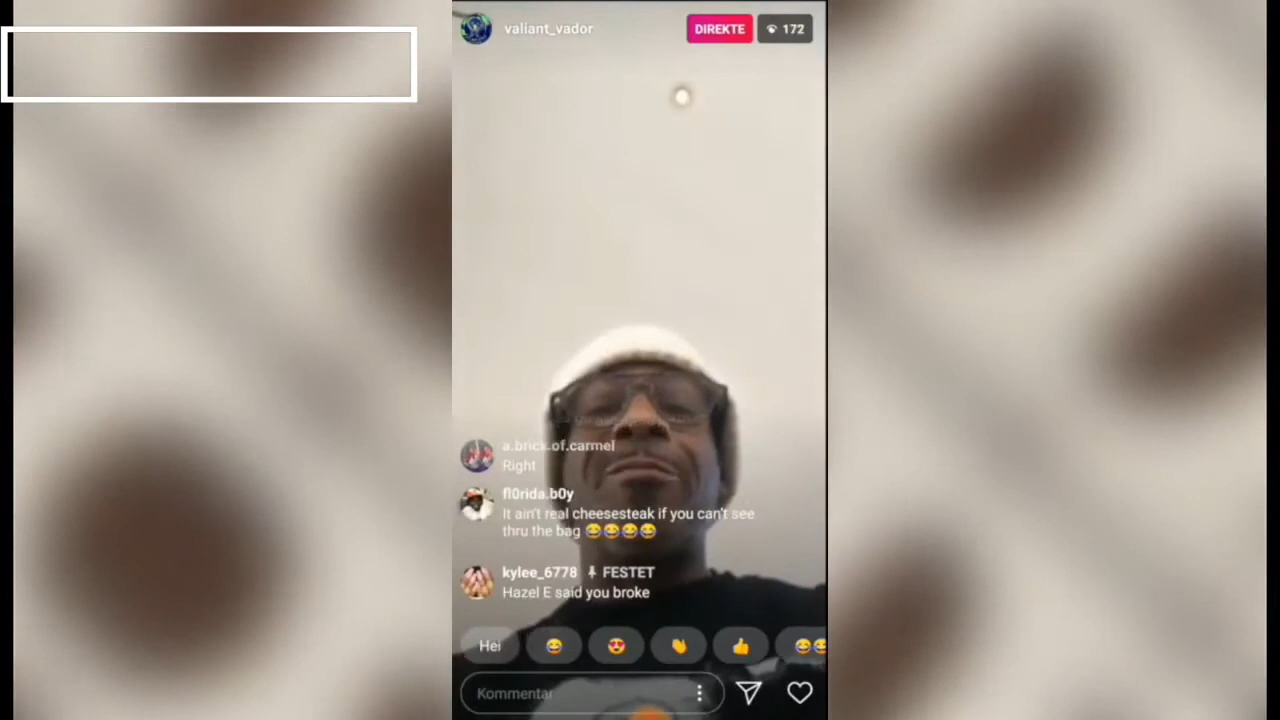 valiant_vador DIREKTE 172
a.brick.of.carmel
Right
fl0rida.b0y
It ain't real cheesesteak if you can't see
thru the bag 😂😂😂😂
kylee_6778 FESTET
Hazel E said you broke
Hei 😂 😍 👏 👍 😂😂
Kommentar